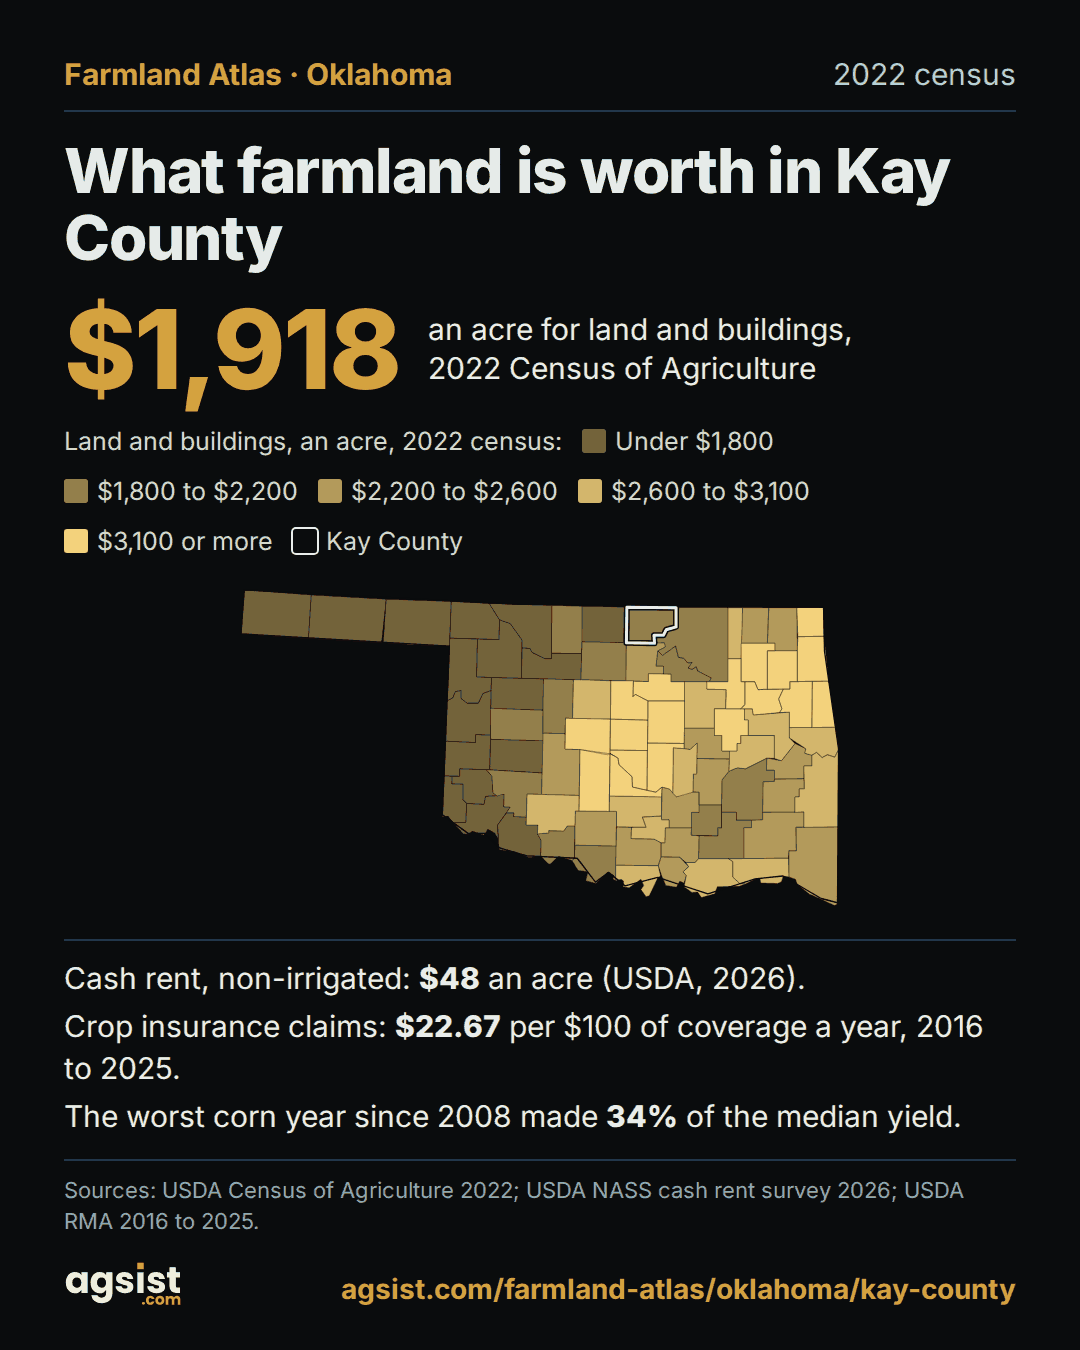 Farmland Atlas · Oklahoma
2022 census
What farmland is worth in Kay
County
$1,918
an acre for land and buildings,
2022 Census of Agriculture
Land and buildings, an acre, 2022 census:
Under $1,800
$1,800 to $2,200
$2,200 to $2,600
$2,600 to $3,100
$3,100 or more
Kay County
Cash rent, non-irrigated: $48 an acre (USDA, 2026).
Crop insurance claims: $22.67 per $100 of coverage a year, 2016
to 2025.
The worst corn year since 2008 made 34% of the median yield.
Sources: USDA Census of Agriculture 2022; USDA NASS cash rent survey 2026; USDA
RMA 2016 to 2025.
agsist
.com
agsist.com/farmland-atlas/oklahoma/kay-county